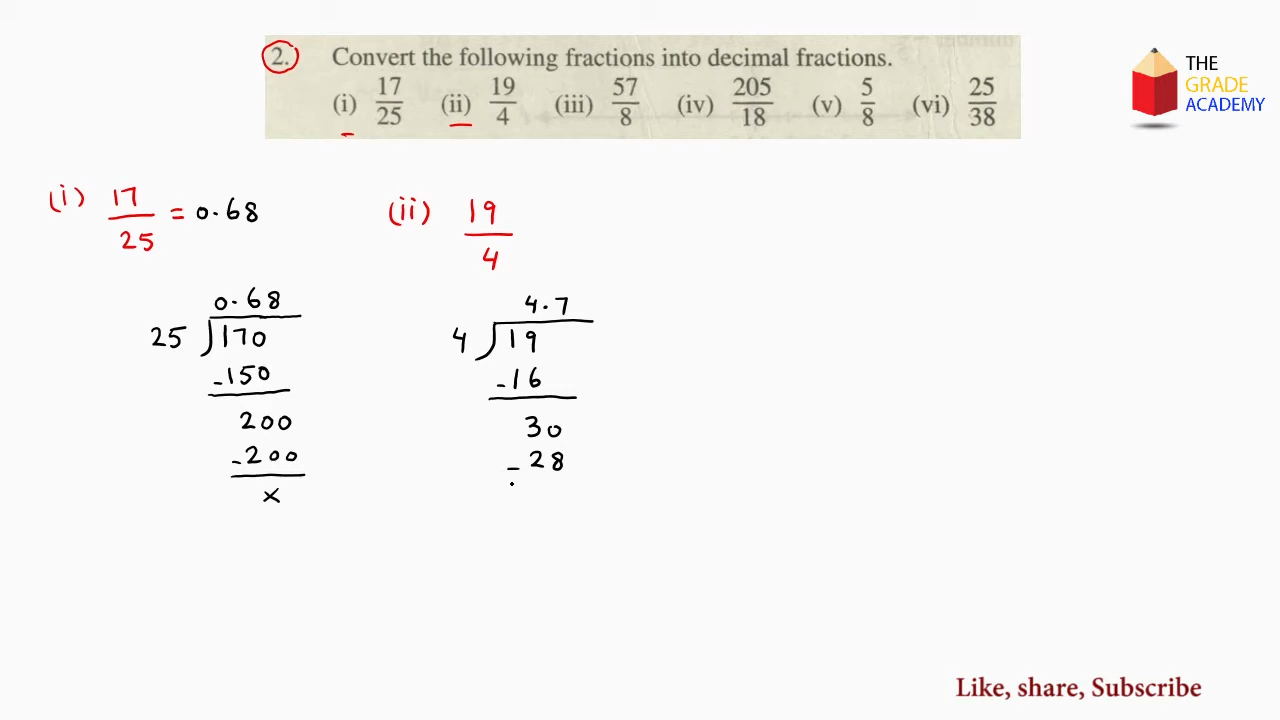 2. Convert the following fractions into decimal fractions.
(i) 17/25 (ii) 19/4 (iii) 57/8 (iv) 205/18 (v) 5/8 (vi) 25/38
THE
GRADE
ACADEMY
(i) 17/25 = 0.68
0.68
25 170
-150
200
-200
x
(ii) 19/4
4.7
4 19
-16
30
-28
Like, share, Subscribe